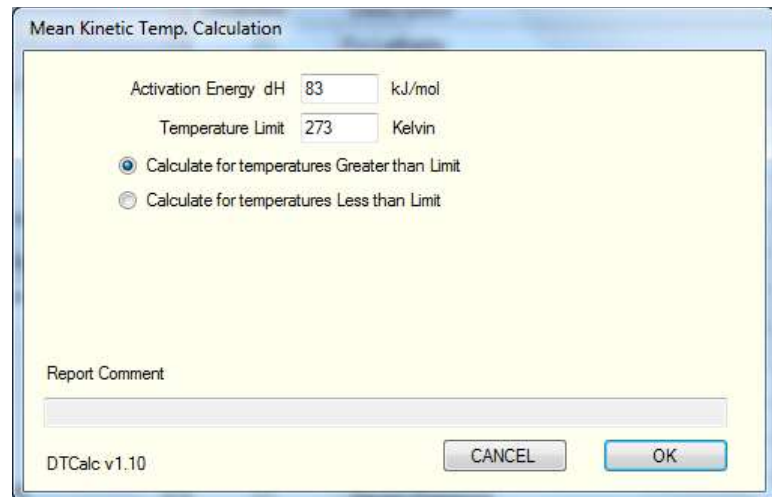 Mean Kinetic Temp. Calculation
Activation Energy dH 83 kJ/mol
Temperature Limit 273 Kelvin
Calculate for temperatures Greater than Limit
Calculate for temperatures Less than Limit
Report Comment
DTCalc v1.10 CANCEL OK